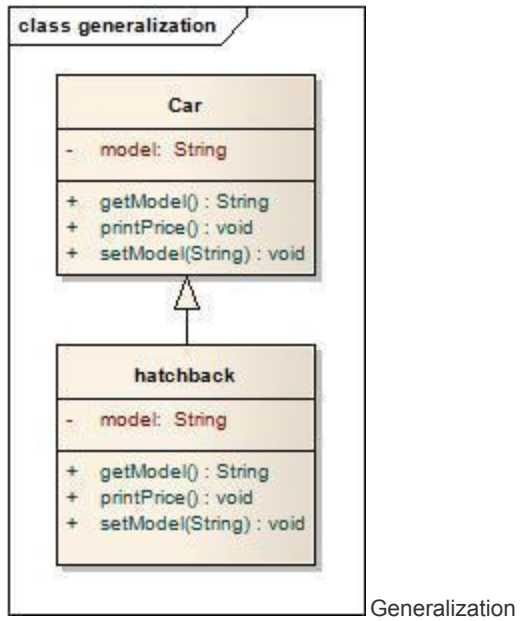 class generalization
Car
- model: String
+ getModel() : String
+ printPrice() : void
+ setModel(String) : void
hatchback
- model: String
+ getModel() : String
+ printPrice() : void
+ setModel(String) : void
Generalization